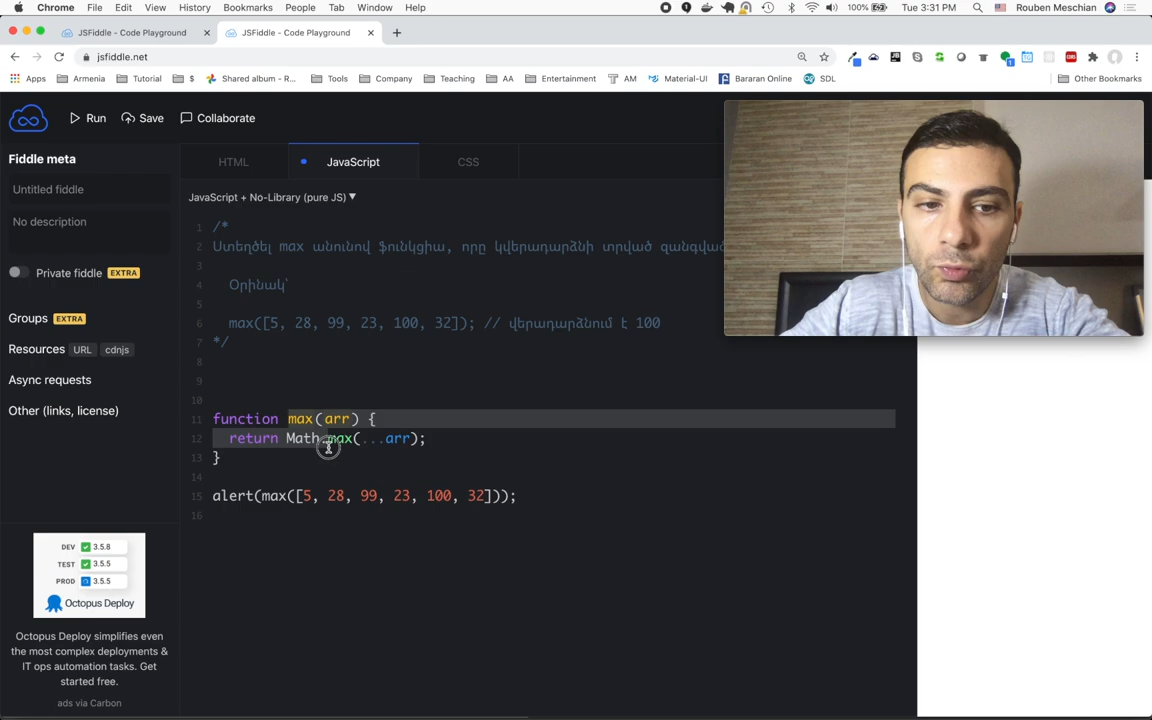 Chrome File Edit View History Bookmarks People Tab Window Help 100% Tue 3:31 PM Rouben Meschian
JSFiddle - Code Playground JSFiddle - Code Playground
jsfiddle.net
Apps Armenia Tutorial $ Shared album - R... Tools Company Teaching AA Entertainment AM Material-UI Bararan Online SDL Other Bookmarks
Run Save Collaborate
Fiddle meta
Untitled fiddle
No description
Private fiddle EXTRA
Groups EXTRA
Resources URL cdnjs
Async requests
Other (links, license)
DEV 3.5.8
TEST 3.5.5
PROD 3.5.5
Octopus Deploy
Octopus Deploy simplifies even
the most complex deployments &
IT ops automation tasks. Get
started free.
ads via Carbon
HTML JavaScript CSS
JavaScript + No-Library (pure JS)
1 /*
2 Ստեղծել max անունով ֆունկցիա, որը կվերադարձնի տրված զանգված
3
4 Օրինակ՝
5
6 max([5, 28, 99, 23, 100, 32]); // վերադարձնում է 100
7 */
8
9
10
11 function max(arr) {
12 return Math.max(...arr);
13 }
14
15 alert(max([5, 28, 99, 23, 100, 32]));
16